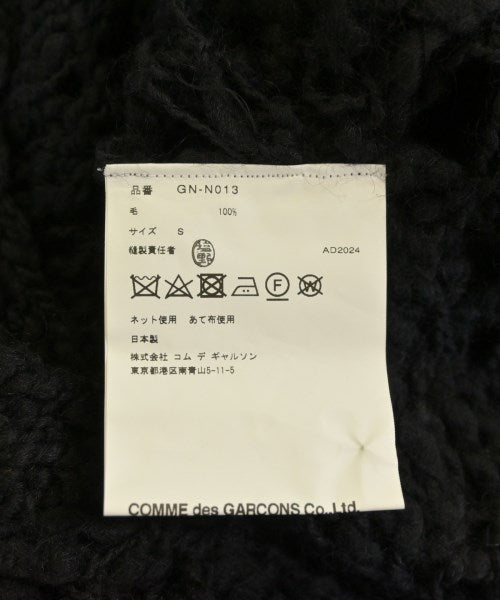 品番 GN-N013
毛 100%
サイズ S
縫製責任者 塩野 AD2024
F W
ネット使用 あて布使用
日本製
株式会社 コム デ ギャルソン
東京都港区南青山5-11-5
COMME des GARCONS Co.,Ltd.